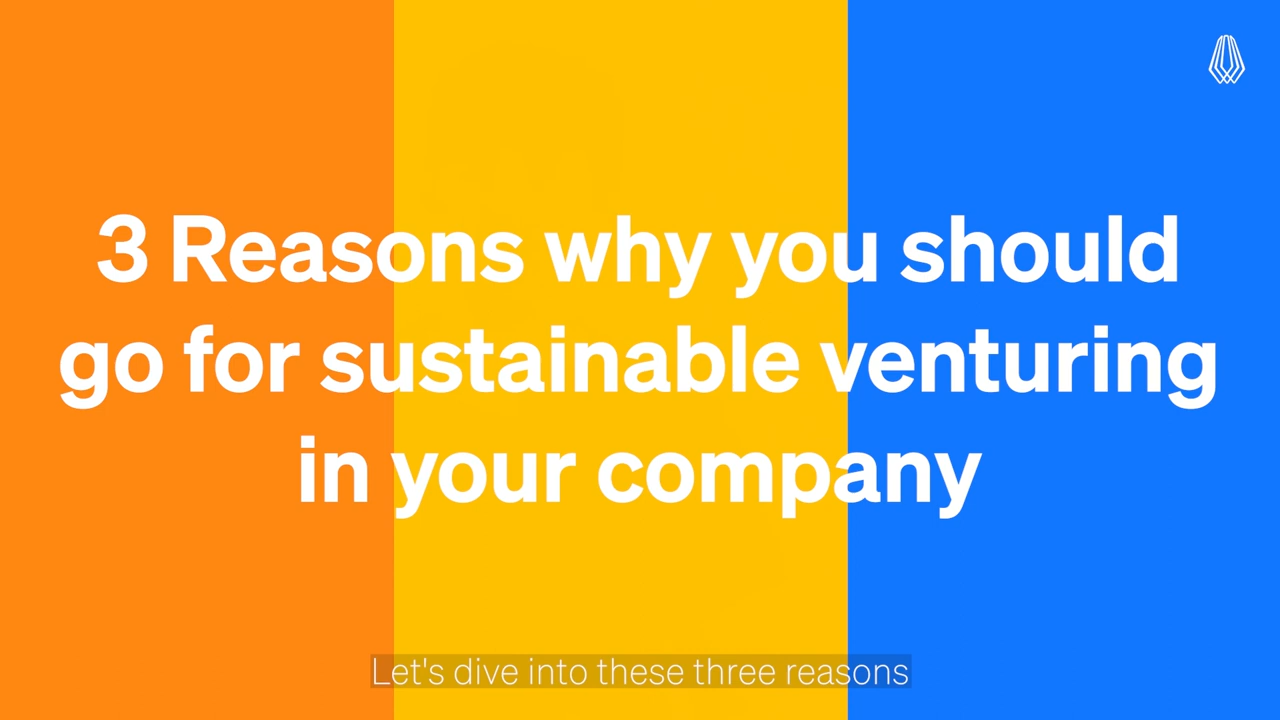 3 Reasons why you should
go for sustainable venturing
in your company
Let's dive into these three reasons